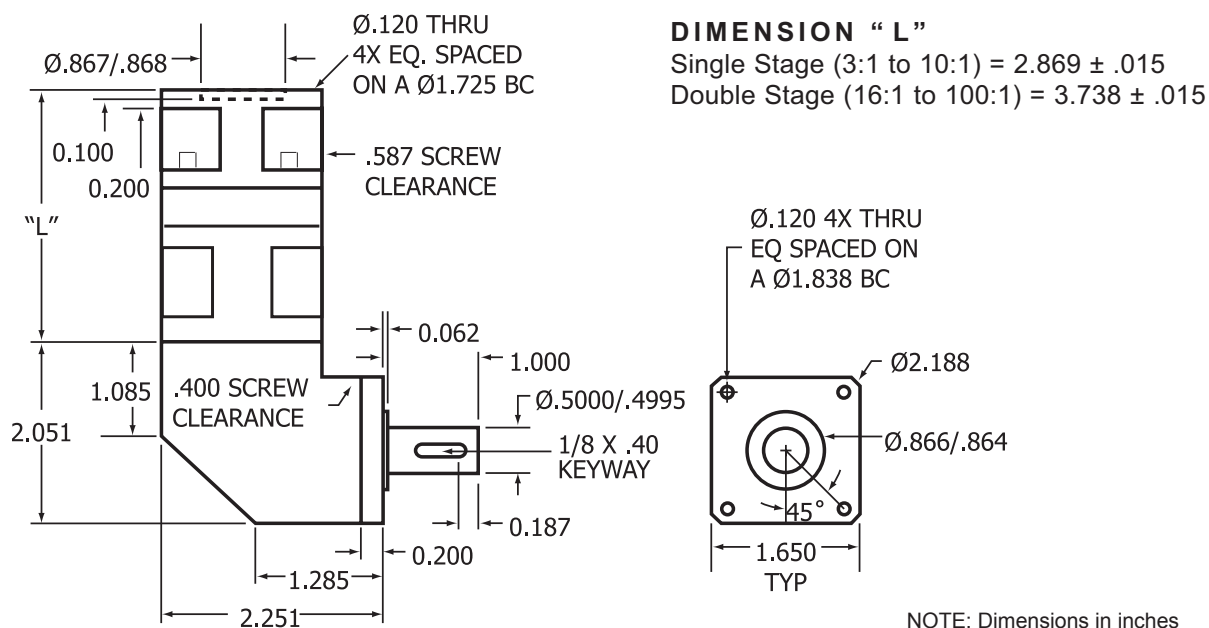 Ø.120 THRU
4X EQ. SPACED
ON A Ø1.725 BC
Ø.867/.868
0.100
0.200
.587 SCREW
CLEARANCE
“L”
0.062
1.000
1.085
.400 SCREW
CLEARANCE
Ø.5000/.4995
2.051
1/8 X .40
KEYWAY
0.187
0.200
1.285
2.251
DIMENSION “ L”
Single Stage (3:1 to 10:1) = 2.869 ± .015
Double Stage (16:1 to 100:1) = 3.738 ± .015
Ø.120 4X THRU
EQ SPACED ON
A Ø1.838 BC
Ø2.188
Ø.866/.864
45°
1.650
TYP
NOTE: Dimensions in inches